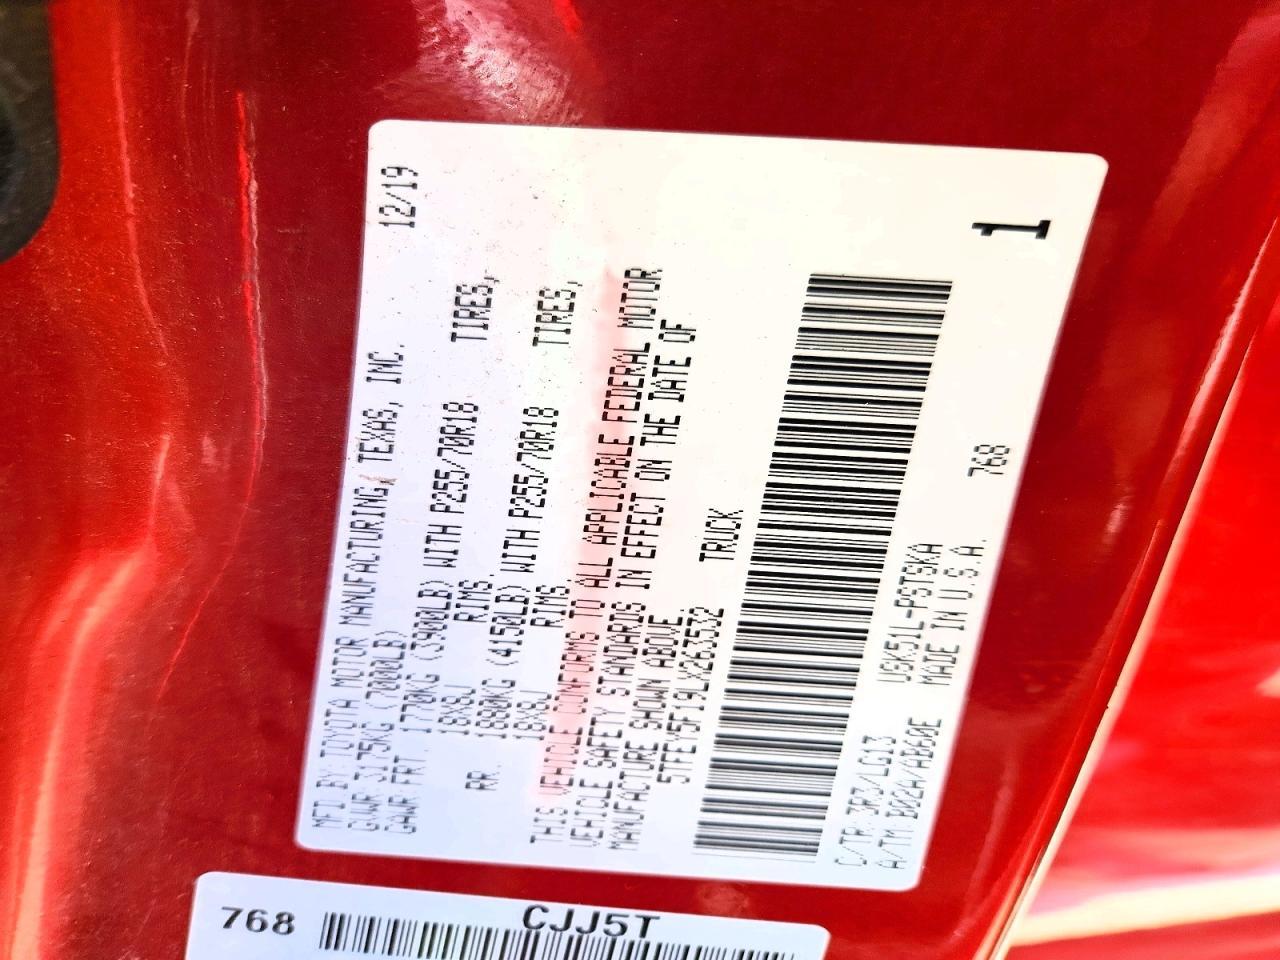 MFD BY: TOYOTA MOTOR MANUFACTURING, TEXAS, INC. 12/19
GVWR 3175KG (7000LB)
GAWR FRT 1770KG (3900LB) WITH P255/70R18 TIRES,
18X8J RIMS.
RR. 1880KG (4150LB) WITH P255/70R18 TIRES,
18X8J RIMS.
THIS VEHICLE CONFORMS TO ALL APPLICABLE FEDERAL MOTOR
VEHICLE SAFETY STANDARDS IN EFFECT ON THE DATE OF
MANUFACTURE SHOWN ABOVE.
5TFEY5F19LX263532 TRUCK
C/TR: 3R3/LG13 USK51L-PSTSKA 768 1
A/TM: B02A/AB60E MADE IN U.S.A.
768 CJJ5T